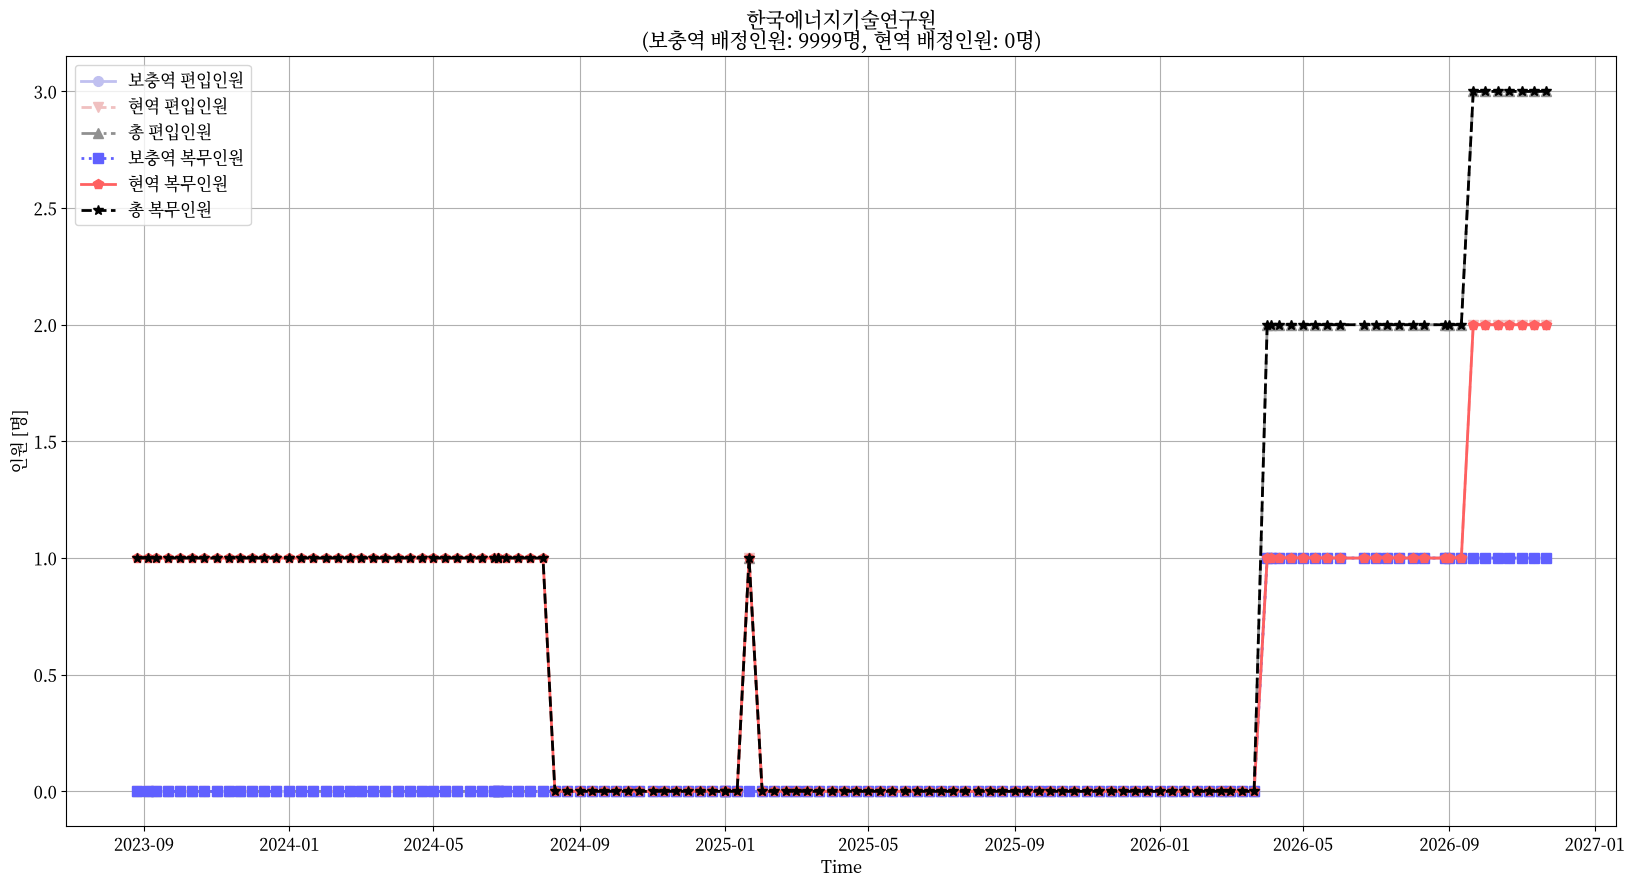 한국에너지기술연구원
(보충역 배정인원: 9999명, 현역 배정인원: 0명)
보충역 편입인원
현역 편입인원
총 편입인원
보충역 복무인원
현역 복무인원
총 복무인원
3.0
2.5
2.0
1.5
1.0
0.5
0.0
인원 [명]
2023-09 2024-01 2024-05 2024-09 2025-01 2025-05 2025-09 2026-01 2026-05 2026-09 2027-01
Time